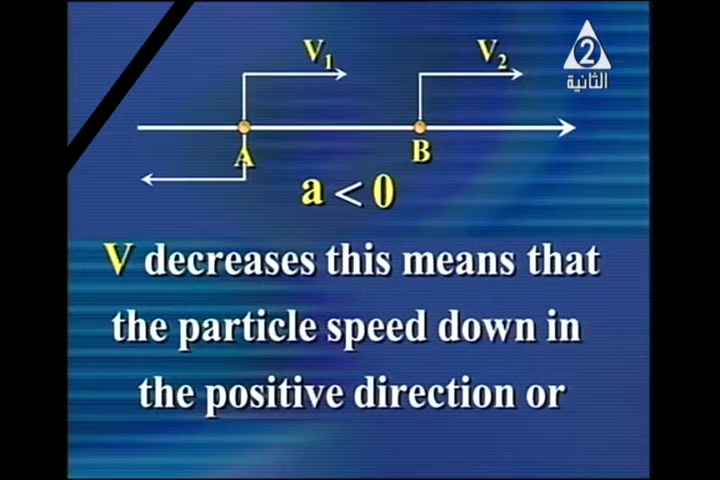 V1 V2
2
الثانية
A B
a < 0
V decreases this means that
the particle speed down in
the positive direction or